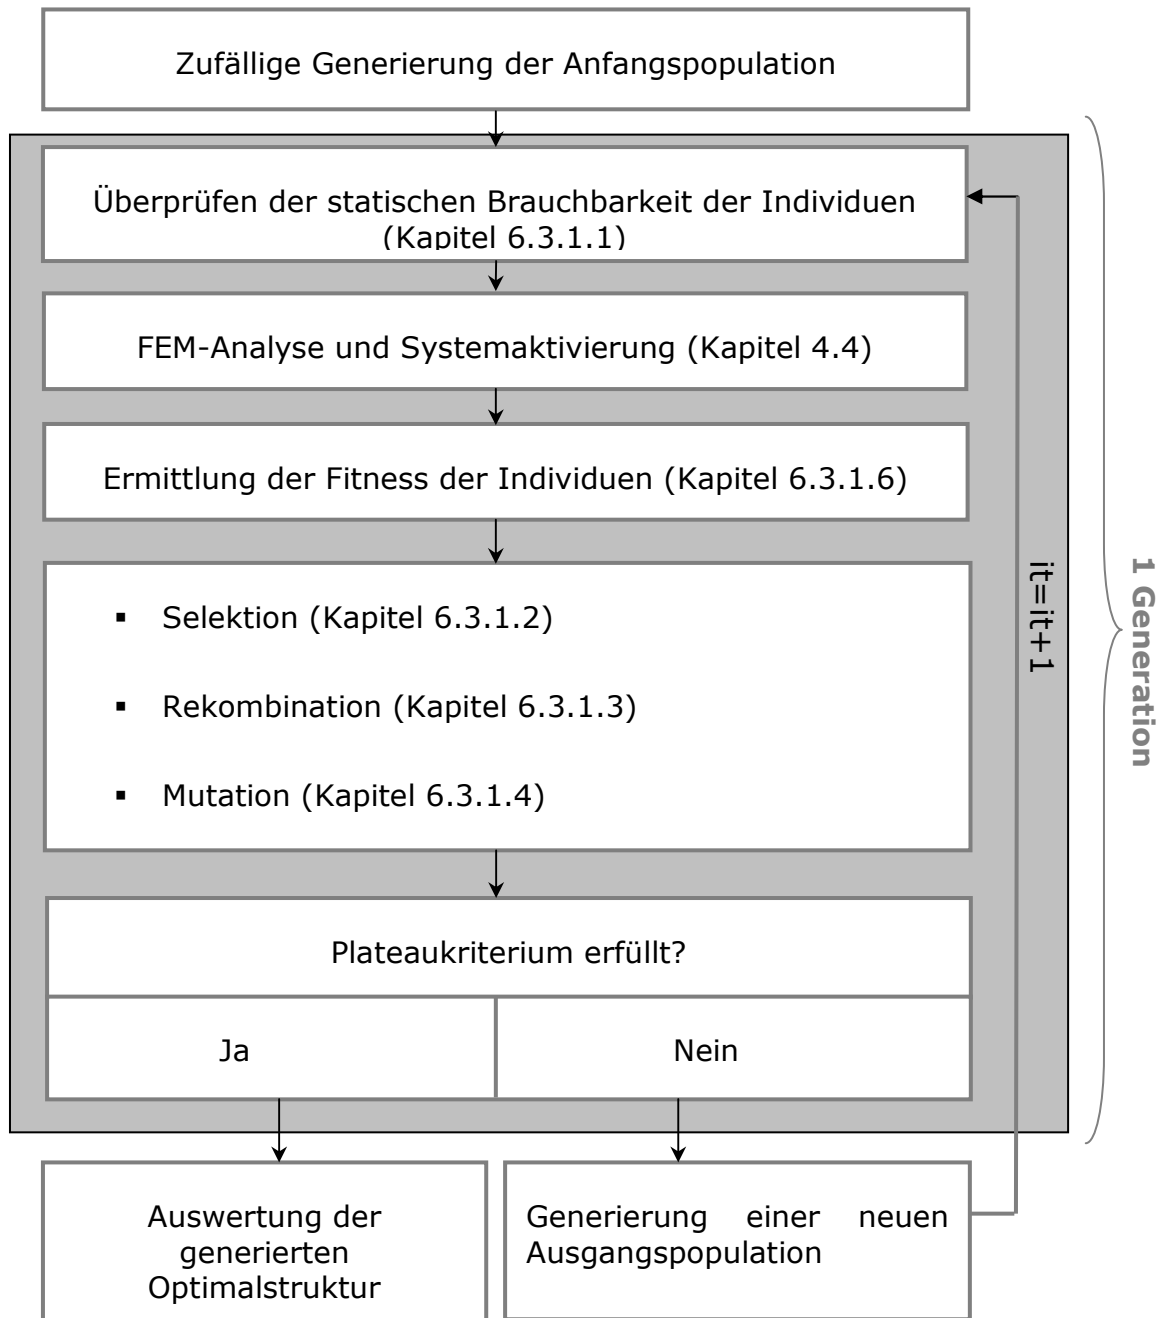 Zufällige Generierung der Anfangspopulation
Überprüfen der statischen Brauchbarkeit der Individuen
(Kapitel 6.3.1.1)
FEM-Analyse und Systemaktivierung (Kapitel 4.4)
Ermittlung der Fitness der Individuen (Kapitel 6.3.1.6)
▪ Selektion (Kapitel 6.3.1.2)
▪ Rekombination (Kapitel 6.3.1.3)
▪ Mutation (Kapitel 6.3.1.4)
Plateaukriterium erfüllt?
Ja
Nein
Auswertung der
generierten
Optimalstruktur
Generierung einer neuen
Ausgangspopulation
it=it+1
1 Generation